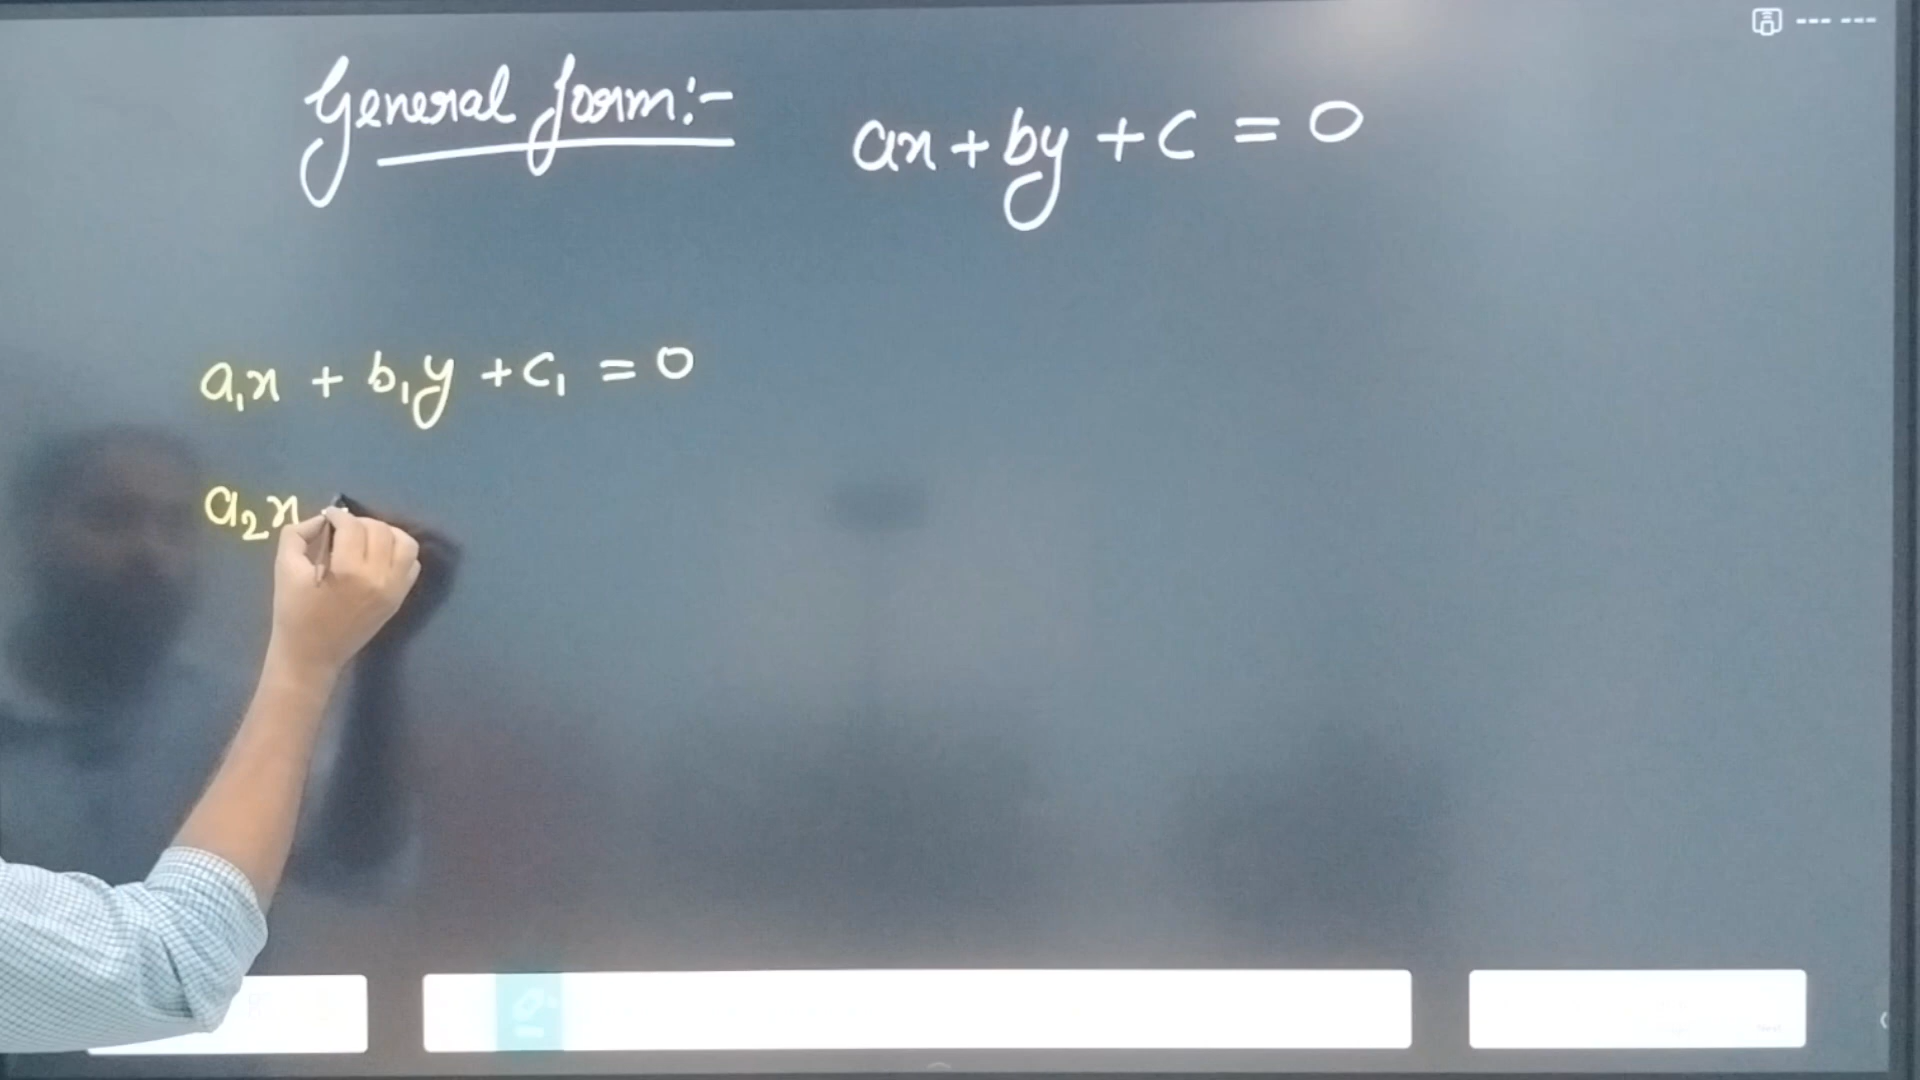 General form:- ax + by + c = 0
a₁x + b₁y + c₁ = 0
a₂x